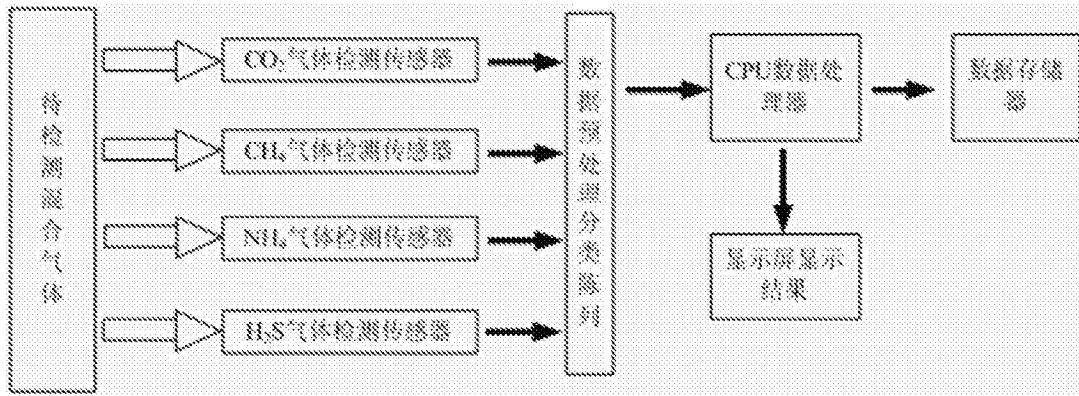 待检测混合气体
CO₂气体检测传感器
CH₄气体检测传感器
NH₄气体检测传感器
H₂S气体检测传感器
数据预处理分类陈列
CPU数据处
理器
数据存储
器
显示屏显示
结果